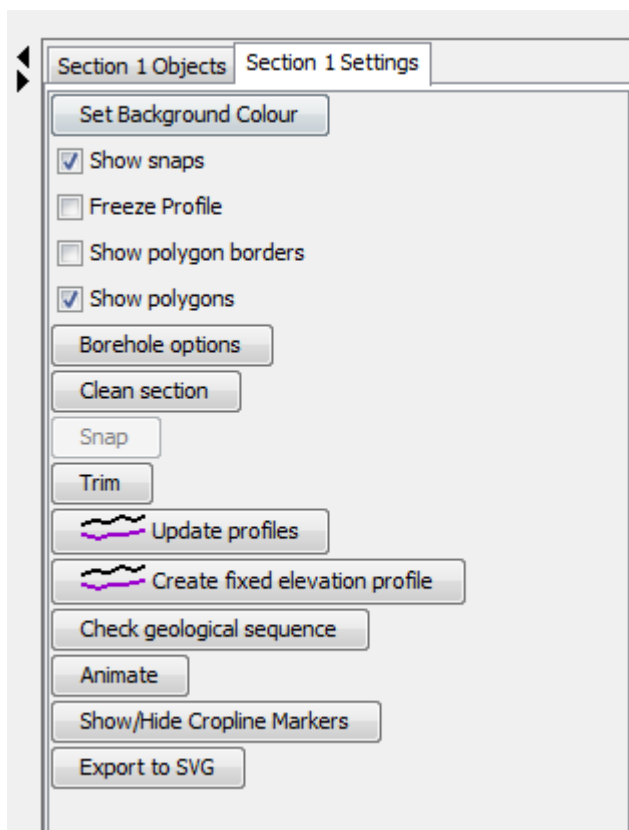 Section 1 Objects Section 1 Settings
Set Background Colour
Show snaps
Freeze Profile
Show polygon borders
Show polygons
Borehole options
Clean section
Snap
Trim
Update profiles
Create fixed elevation profile
Check geological sequence
Animate
Show/Hide Cropline Markers
Export to SVG